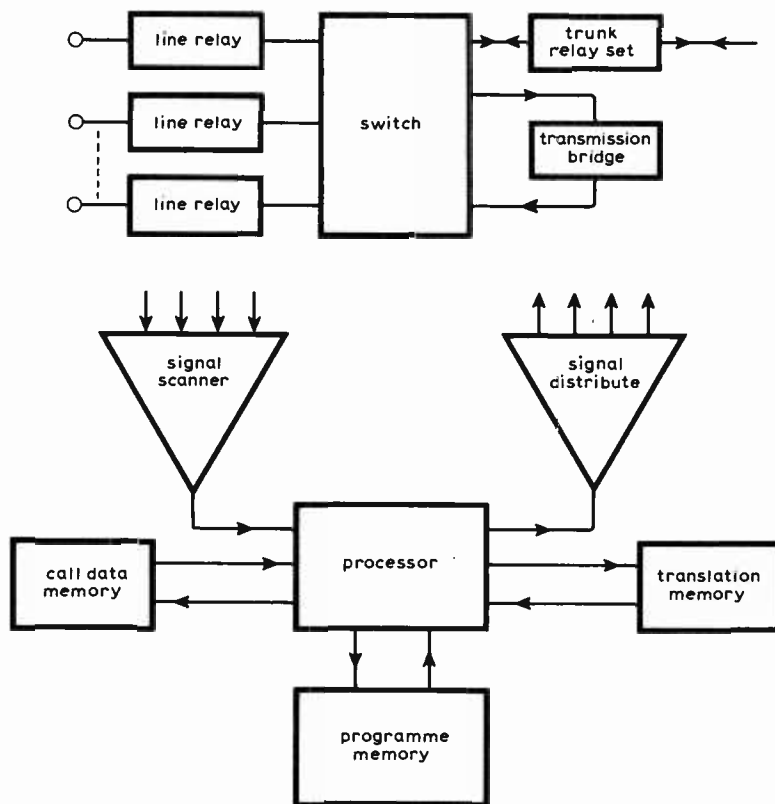 line relay
trunk
relay set
line relay
switch
transmission
bridge
line relay
signal
scanner
signal
distribute
call data
memory
processor
translation
memory
programme
memory